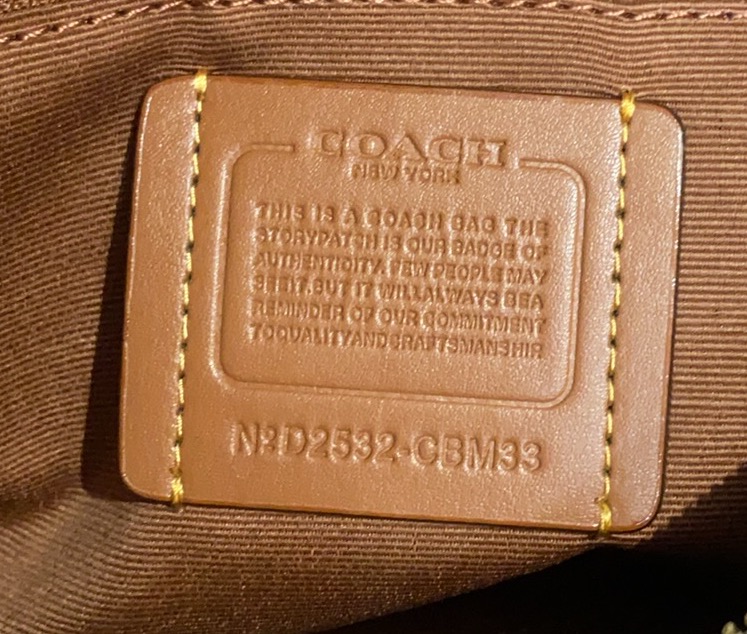 COACH
NEW YORK
THIS IS A COACH BAG THE
STORYPATCH IS OUR BADGE OF
AUTHENTICITY. FEW PEOPLE MAY
SEE IT, BUT IT WILL ALWAYS BE A
REMINDER OF OUR COMMITMENT
TO QUALITY AND CRAFTSMANSHIP
Nº D2532-CBM33